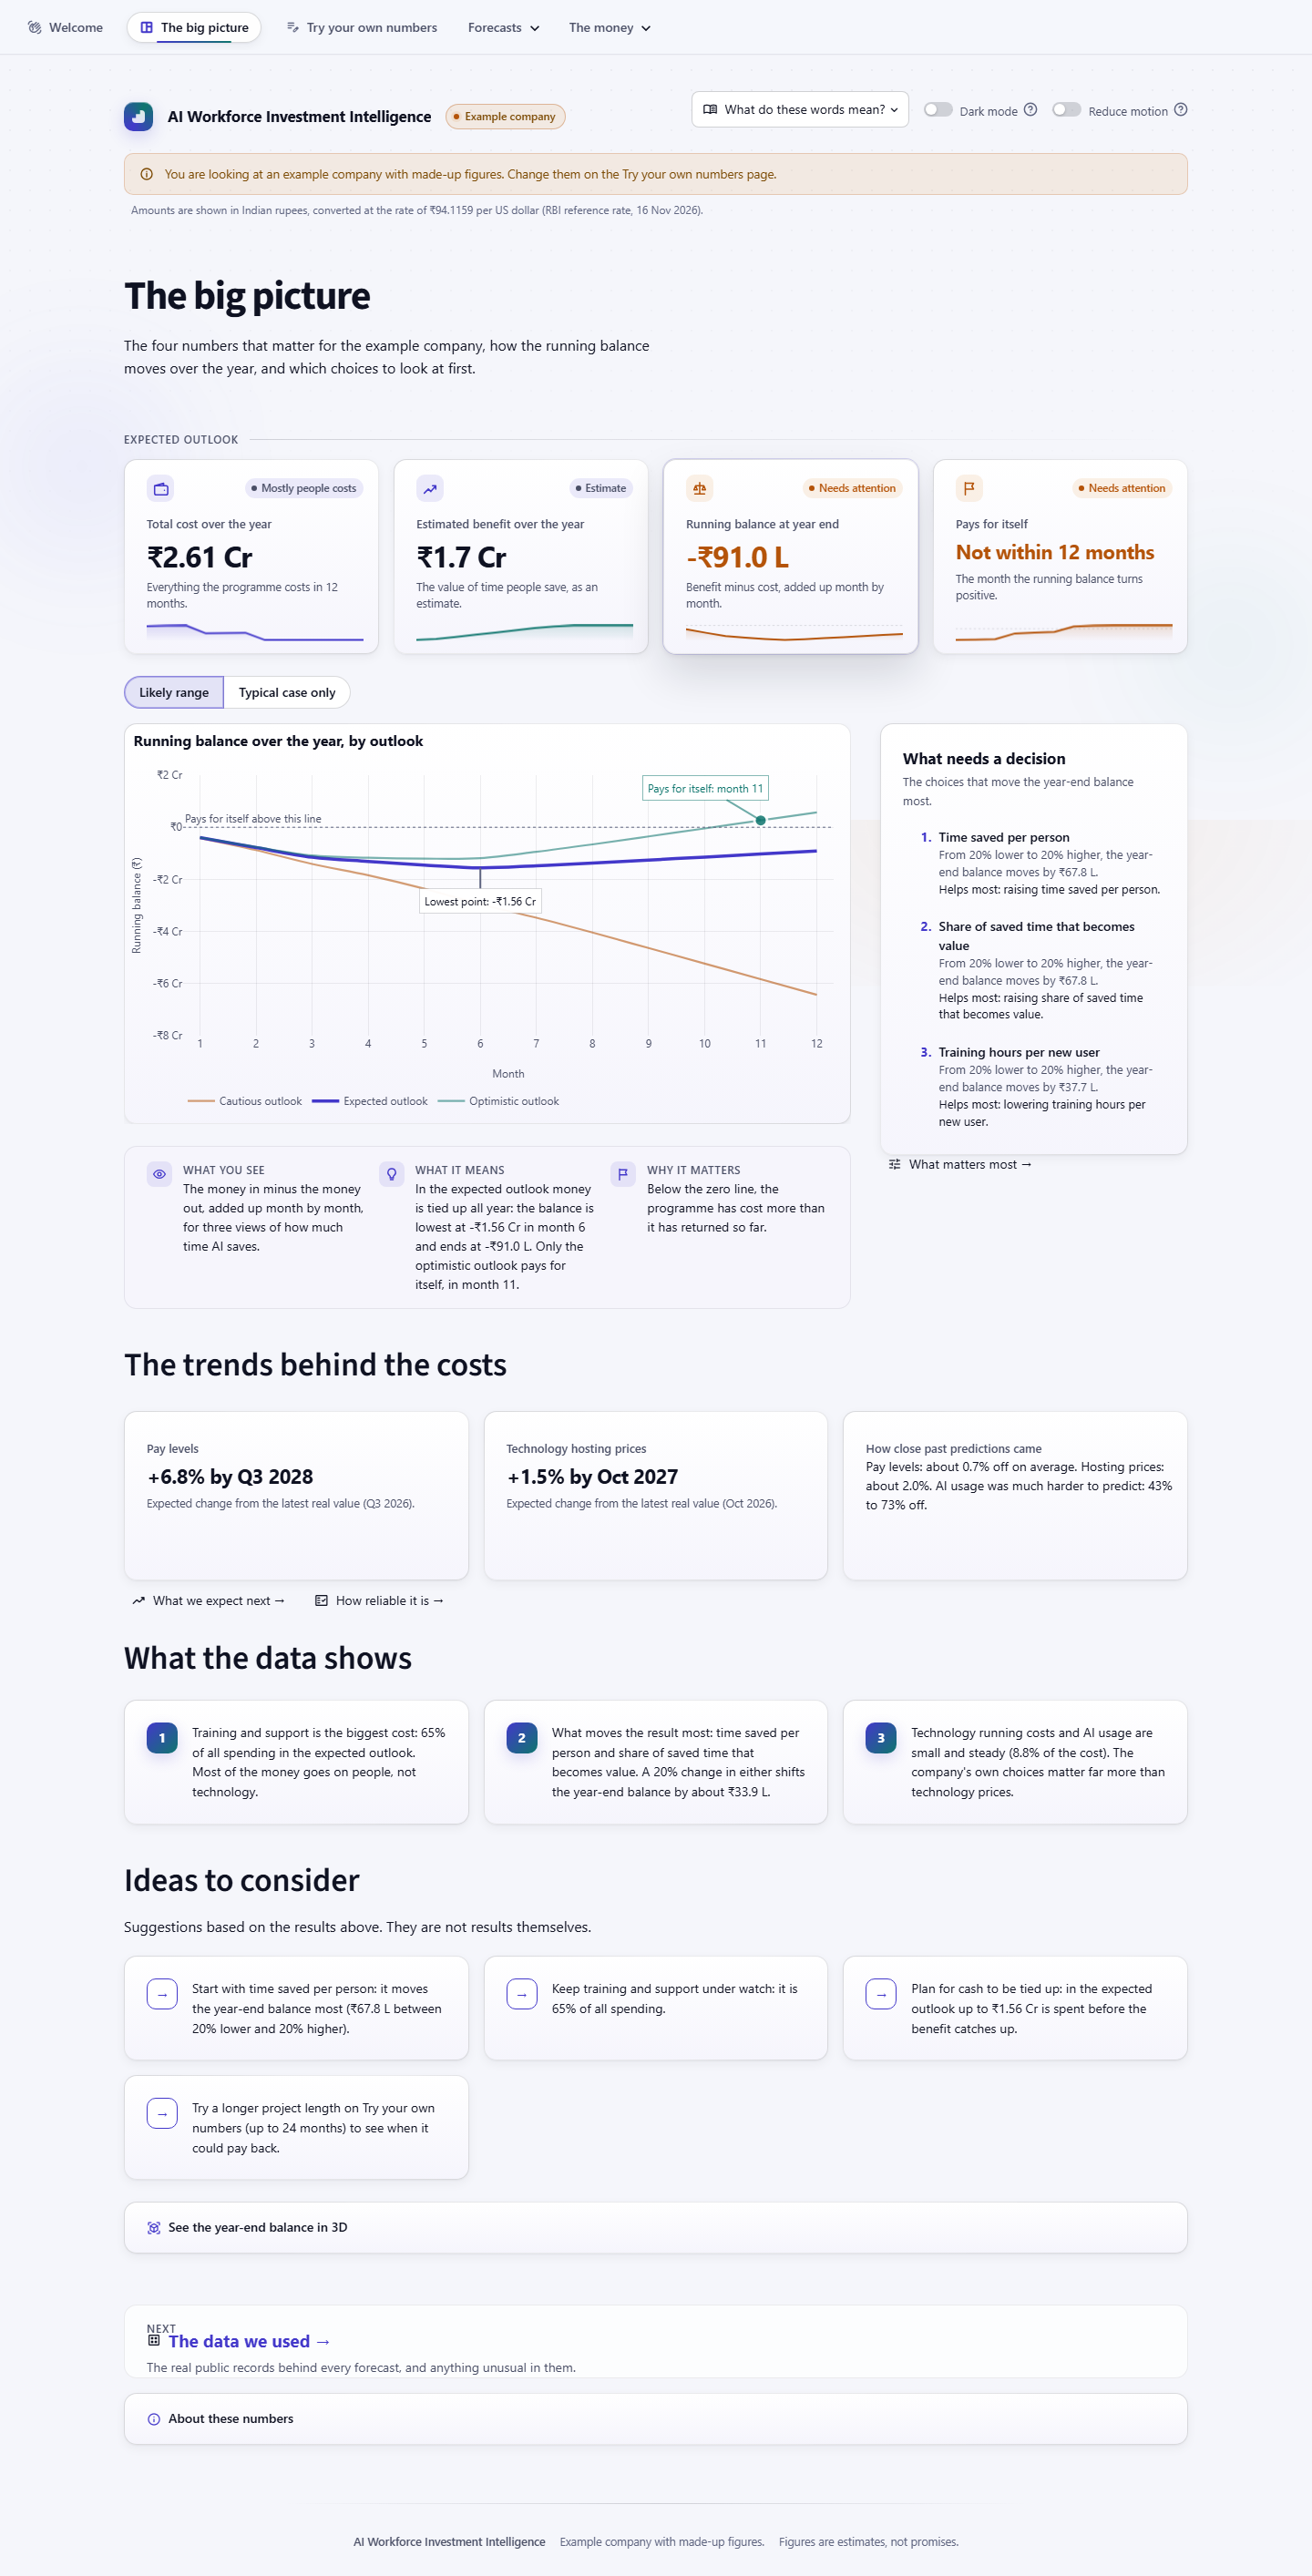 Welcome
The big picture
Try your own numbers
Forecasts
The money
AI Workforce Investment Intelligence
Example company
What do these words mean?
Dark mode
Reduce motion
You are looking at an example company with made-up figures. Change them on the Try your own numbers page.
Amounts are shown in Indian rupees, converted at the rate of ₹94.1159 per US dollar (RBI reference rate, 16 Nov 2026).
The big picture
The four numbers that matter for the example company, how the running balance
moves over the year, and which choices to look at first.
EXPECTED OUTLOOK
Mostly people costs
Total cost over the year
₹2.61 Cr
Everything the programme costs in 12
months.
Estimate
Estimated benefit over the year
₹1.7 Cr
The value of time people save, as an
estimate.
Needs attention
Running balance at year end
-₹91.0 L
Benefit minus cost, added up month by
month.
Needs attention
Pays for itself
Not within 12 months
The month the running balance turns
positive.
Likely range
Typical case only
Running balance over the year, by outlook
₹2 Cr
₹0
-₹2 Cr
-₹4 Cr
-₹6 Cr
-₹8 Cr
Running balance (₹)
Pays for itself above this line
Pays for itself: month 11
Lowest point: -₹1.56 Cr
1 2 3 4 5 6 7 8 9 10 11 12
Month
Cautious outlook
Expected outlook
Optimistic outlook
What needs a decision
The choices that move the year-end balance
most.
1. Time saved per person
From 20% lower to 20% higher, the year-
end balance moves by ₹67.8 L.
Helps most: raising time saved per person.
2. Share of saved time that becomes
value
From 20% lower to 20% higher, the year-
end balance moves by ₹67.8 L.
Helps most: raising share of saved time
that becomes value.
3. Training hours per new user
From 20% lower to 20% higher, the year-
end balance moves by ₹37.7 L.
Helps most: lowering training hours per
new user.
What matters most →
WHAT YOU SEE
The money in minus the money
out, added up month by month,
for three views of how much
time AI saves.
WHAT IT MEANS
In the expected outlook money
is tied up all year: the balance is
lowest at -₹1.56 Cr in month 6
and ends at -₹91.0 L. Only the
optimistic outlook pays for
itself, in month 11.
WHY IT MATTERS
Below the zero line, the
programme has cost more than
it has returned so far.
The trends behind the costs
Pay levels
+6.8% by Q3 2028
Expected change from the latest real value (Q3 2026).
Technology hosting prices
+1.5% by Oct 2027
Expected change from the latest real value (Oct 2026).
How close past predictions came
Pay levels: about 0.7% off on average. Hosting prices:
about 2.0%. AI usage was much harder to predict: 43%
to 73% off.
What we expect next →
How reliable it is →
What the data shows
1
Training and support is the biggest cost: 65%
of all spending in the expected outlook.
Most of the money goes on people, not
technology.
2
What moves the result most: time saved per
person and share of saved time that
becomes value. A 20% change in either shifts
the year-end balance by about ₹33.9 L.
3
Technology running costs and AI usage are
small and steady (8.8% of the cost). The
company's own choices matter far more than
technology prices.
Ideas to consider
Suggestions based on the results above. They are not results themselves.
→
Start with time saved per person: it moves
the year-end balance most (₹67.8 L between
20% lower and 20% higher).
→
Keep training and support under watch: it is
65% of all spending.
→
Plan for cash to be tied up: in the expected
outlook up to ₹1.56 Cr is spent before the
benefit catches up.
→
Try a longer project length on Try your own
numbers (up to 24 months) to see when it
could pay back.
See the year-end balance in 3D
NEXT
The data we used →
The real public records behind every forecast, and anything unusual in them.
About these numbers
AI Workforce Investment Intelligence
Example company with made-up figures.
Figures are estimates, not promises.